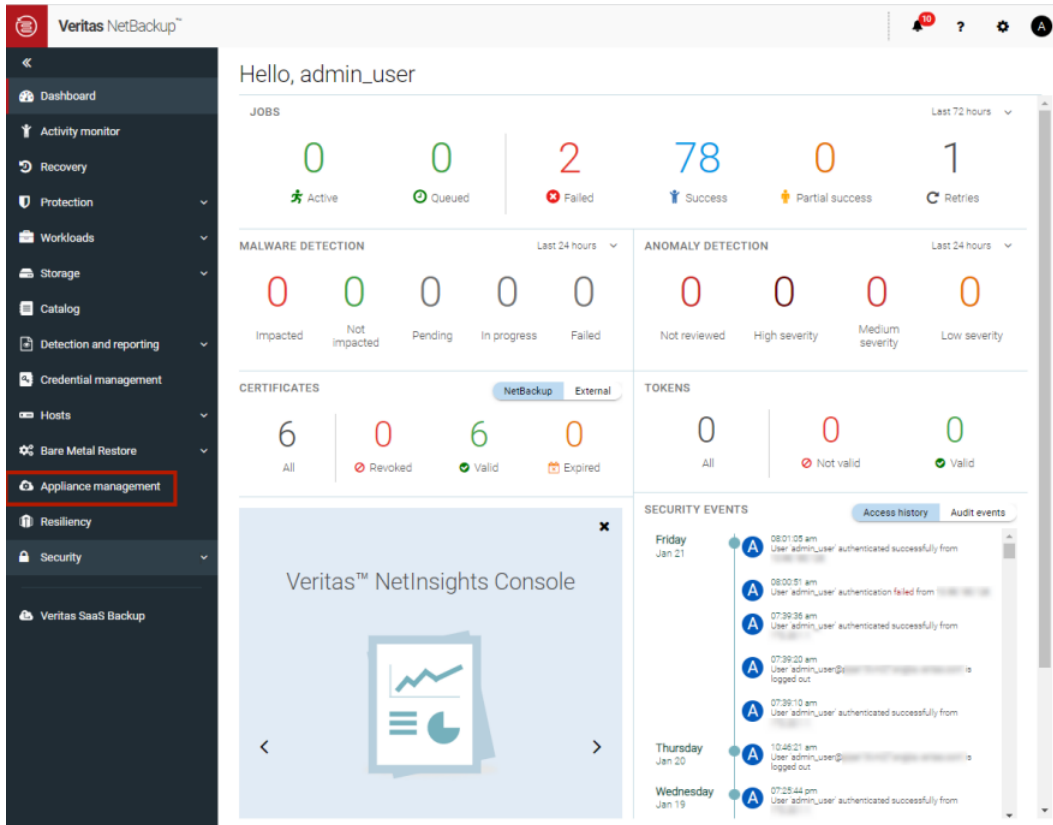 Veritas NetBackup™
10
?
A
«
Dashboard
Activity monitor
Recovery
Protection
Workloads
Storage
Catalog
Detection and reporting
Credential management
Hosts
Bare Metal Restore
Appliance management
Resiliency
Security
Veritas SaaS Backup
Hello, admin_user
JOBS
Last 72 hours
0 0 2 78 0 1
Active Queued Failed Success Partial success Retries
MALWARE DETECTION
Last 24 hours
0 0 0 0 0
Impacted Not impacted Pending In progress Failed
ANOMALY DETECTION
Last 24 hours
0 0 0 0
Not reviewed High severity Medium severity Low severity
CERTIFICATES
NetBackup External
6 0 6 0
All Revoked Valid Expired
TOKENS
0 0 0
All Not valid Valid
Veritas™ NetInsights Console
SECURITY EVENTS
Access history Audit events
Friday
Jan 21
A
08:01:05 am
User 'admin_user' authenticated successfully from
A
08:00:51 am
User 'admin_user' authentication failed from
A
07:39:36 am
User 'admin_user' authenticated successfully from
A
07:39:20 am
User 'admin_user@ is
logged out
A
07:39:10 am
User 'admin_user' authenticated successfully from
Thursday
Jan 20
A
10:46:21 am
User 'admin_user@ is
logged out
Wednesday
Jan 19
A
07:25:44 pm
User 'admin_user' authenticated successfully from